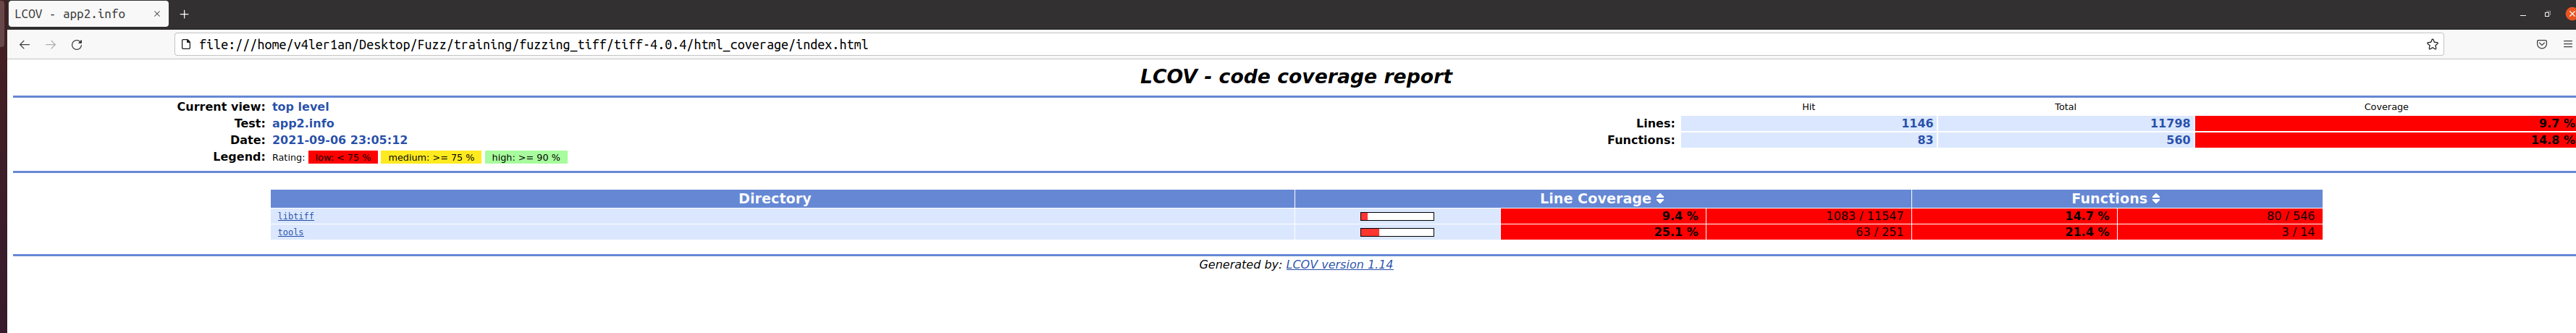 LCOV - app2.info
file:///home/v4ler1an/Desktop/Fuzz/training/fuzzing_tiff/tiff-4.0.4/html_coverage/index.html
LCOV - code coverage report
Current view: top level Hit Total Coverage
Test: app2.info Lines: 1146 11798 9.7 %
Date: 2021-09-06 23:05:12 Functions: 83 560 14.8 %
Legend: Rating: low: < 75 % medium: >= 75 % high: >= 90 %
Directory Line Coverage Functions
libtiff 9.4 % 1083 / 11547 14.7 % 80 / 546
tools 25.1 % 63 / 251 21.4 % 3 / 14
Generated by: LCOV version 1.14